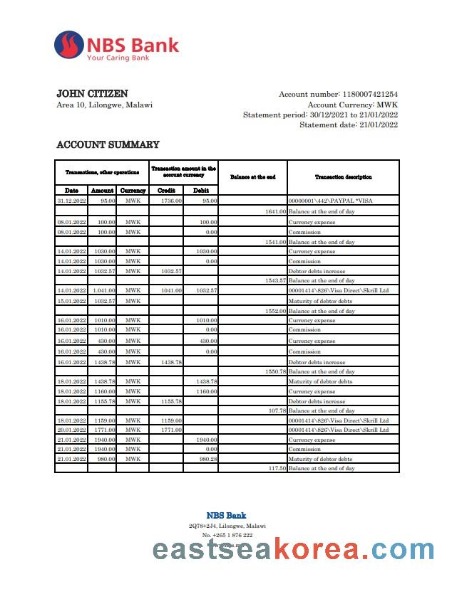 NBS Bank
Your Caring Bank
JOHN CITIZEN
Area 10, Lilongwe, Malawi
Account number: 1180007421254
Account Currency: MWK
Statement period: 30/12/2021 to 21/01/2022
Statement date: 21/01/2022
ACCOUNT SUMMARY
Transactions, other operations Transaction amount in the account currency Balance at the end Transaction description
Date Amount Currency Credit Debit
31.12.2022 95.00 MWK 1736.00 95.00 00000001\442\PAYPAL *VISA
1641.00 Balance at the end of day
08.01.2022 100.00 MWK 100.00 Currency expense
08.01.2022 100.00 MWK 0.00 Commission
1541.00 Balance at the end of day
14.01.2022 1030.00 MWK 1030.00 Currency expense
14.01.2022 1030.00 MWK 0.00 Commission
14.01.2022 1032.57 MWK 1032.57 Debtor debts increase
1543.57 Balance at the end of day
14.01.2022 1,041.00 MWK 1041.00 1032.57 00001414\826\Visa Direct\Skrill Ltd
15.01.2022 1032.57 MWK Maturity of debtor debts
1552.00 Balance at the end of day
16.01.2022 1010.00 MWK 1010.00 Currency expense
16.01.2022 1010.00 MWK 0.00 Commission
16.01.2022 430.00 MWK 430.00 Currency expense
16.01.2022 430.00 MWK 0.00 Commission
16.01.2022 1438.78 MWK 1438.78 Debtor debts increase
1550.78 Balance at the end of day
18.01.2022 1438.78 MWK 1438.78 Maturity of debtor debts
18.01.2022 1160.00 MWK 1160.00 Currency expense
18.01.2022 1155.78 MWK 1155.78 Debtor debts increase
107.78 Balance at the end of day
18.01.2022 1159.00 MWK 1159.00 00001414\826\Visa Direct\Skrill Ltd
20.01.2022 1771.00 MWK 1771.00 00001414\826\Visa Direct\Skrill Ltd
21.01.2022 1940.00 MWK 1940.00 Currency expense
21.01.2022 1940.00 MWK 0.00 Commission
21.01.2022 980.00 MWK 980.28 Maturity of debtor debts
117.50 Balance at the end of day
NBS Bank
2Q76+2J4, Lilongwe, Malawi
No. +265 1 876 222
eastseakorea.com